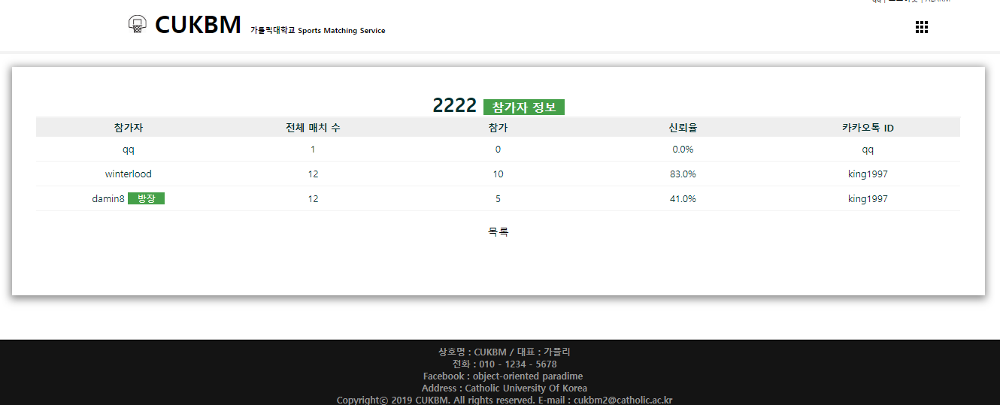 CUKBM 가톨릭대학교 Sports Matching Service
2222 참가자 정보
참가자 전체 매치 수 참가 신뢰율 카카오톡 ID
qq 1 0 0.0% qq
winterlood 12 10 83.0% king1997
damin8 방장 12 5 41.0% king1997
목록
상호명 : CUKBM / 대표 : 가플리
전화 : 010 - 1234 - 5678
Facebook : object-oriented paradime
Address : Catholic University Of Korea
Copyrightⓒ 2019 CUKBM. All rights reserved. E-mail : cukbm2@catholic.ac.kr